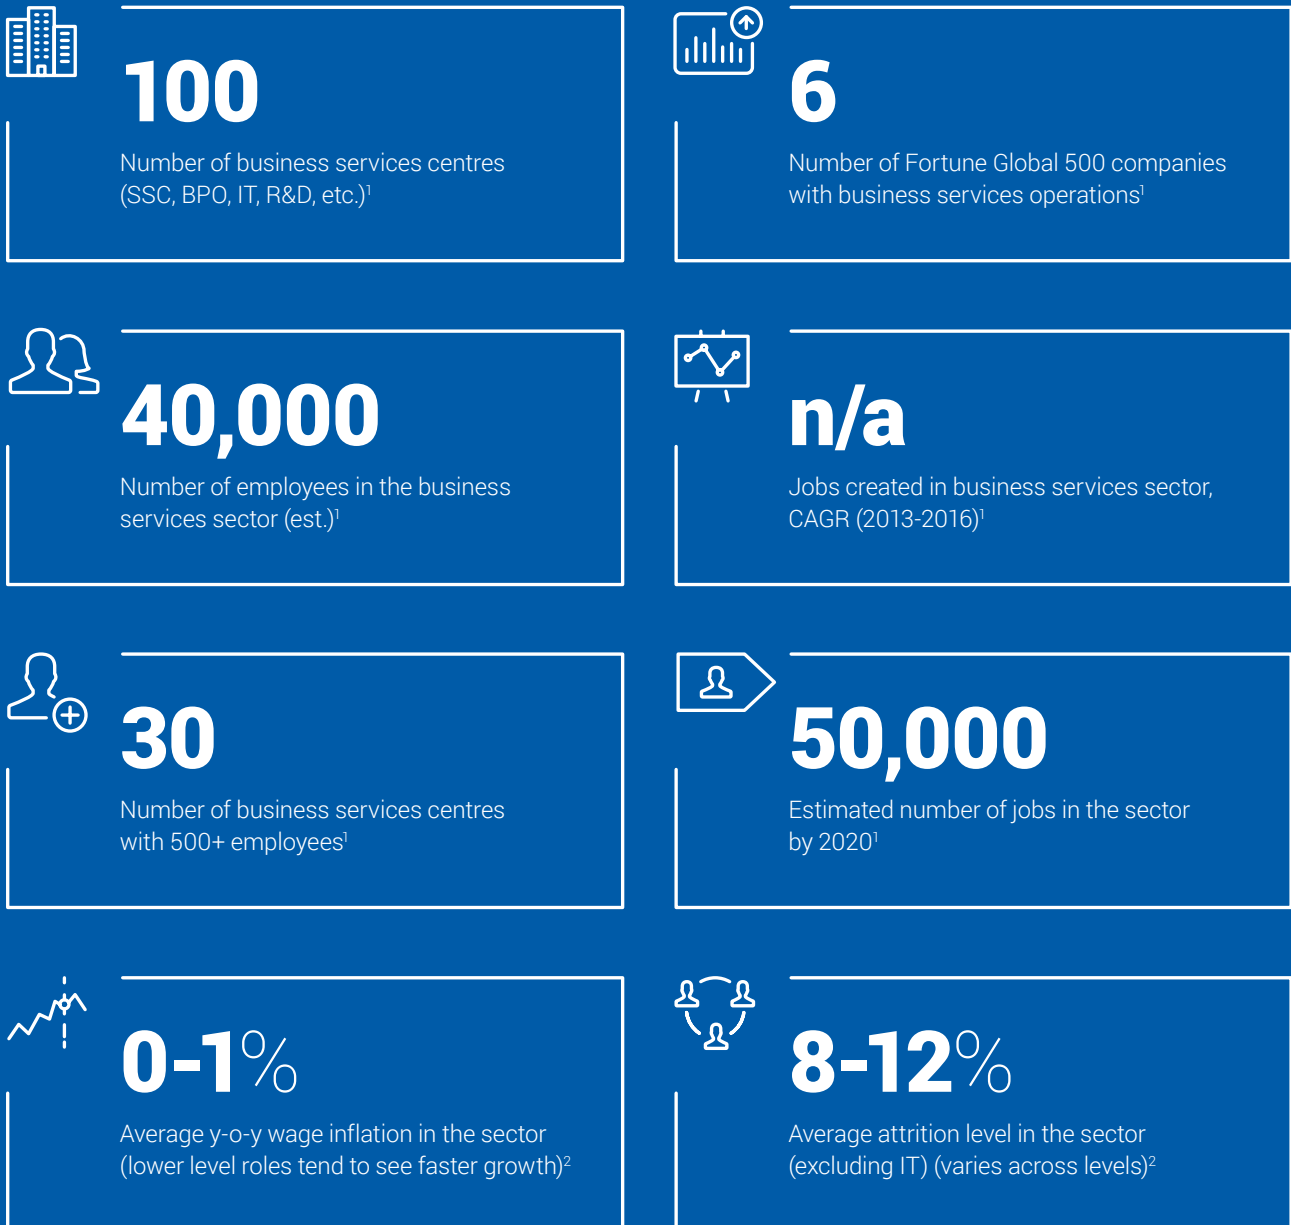 100
Number of business services centres
(SSC, BPO, IT, R&D, etc.)¹
6
Number of Fortune Global 500 companies
with business services operations¹
40,000
Number of employees in the business
services sector (est.)¹
n/a
Jobs created in business services sector,
CAGR (2013-2016)¹
30
Number of business services centres
with 500+ employees¹
50,000
Estimated number of jobs in the sector
by 2020¹
0-1%
Average y-o-y wage inflation in the sector
(lower level roles tend to see faster growth)²
8-12%
Average attrition level in the sector
(excluding IT) (varies across levels)²